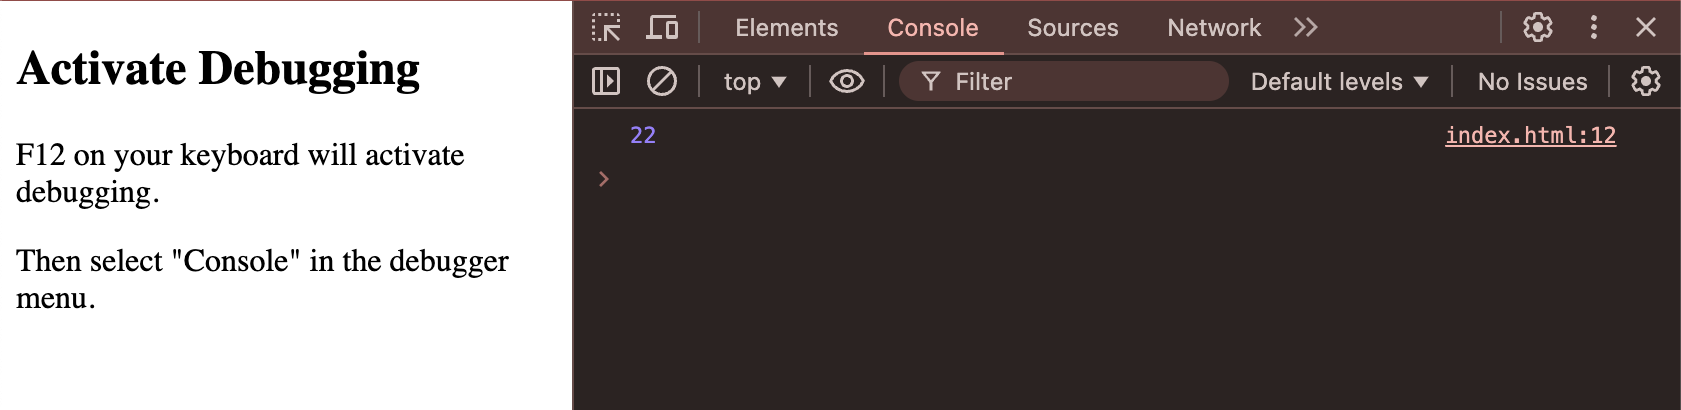 Activate Debugging
F12 on your keyboard will activate
debugging.
Then select "Console" in the debugger
menu.
Elements Console Sources Network
top Filter Default levels No Issues
22 index.html:12